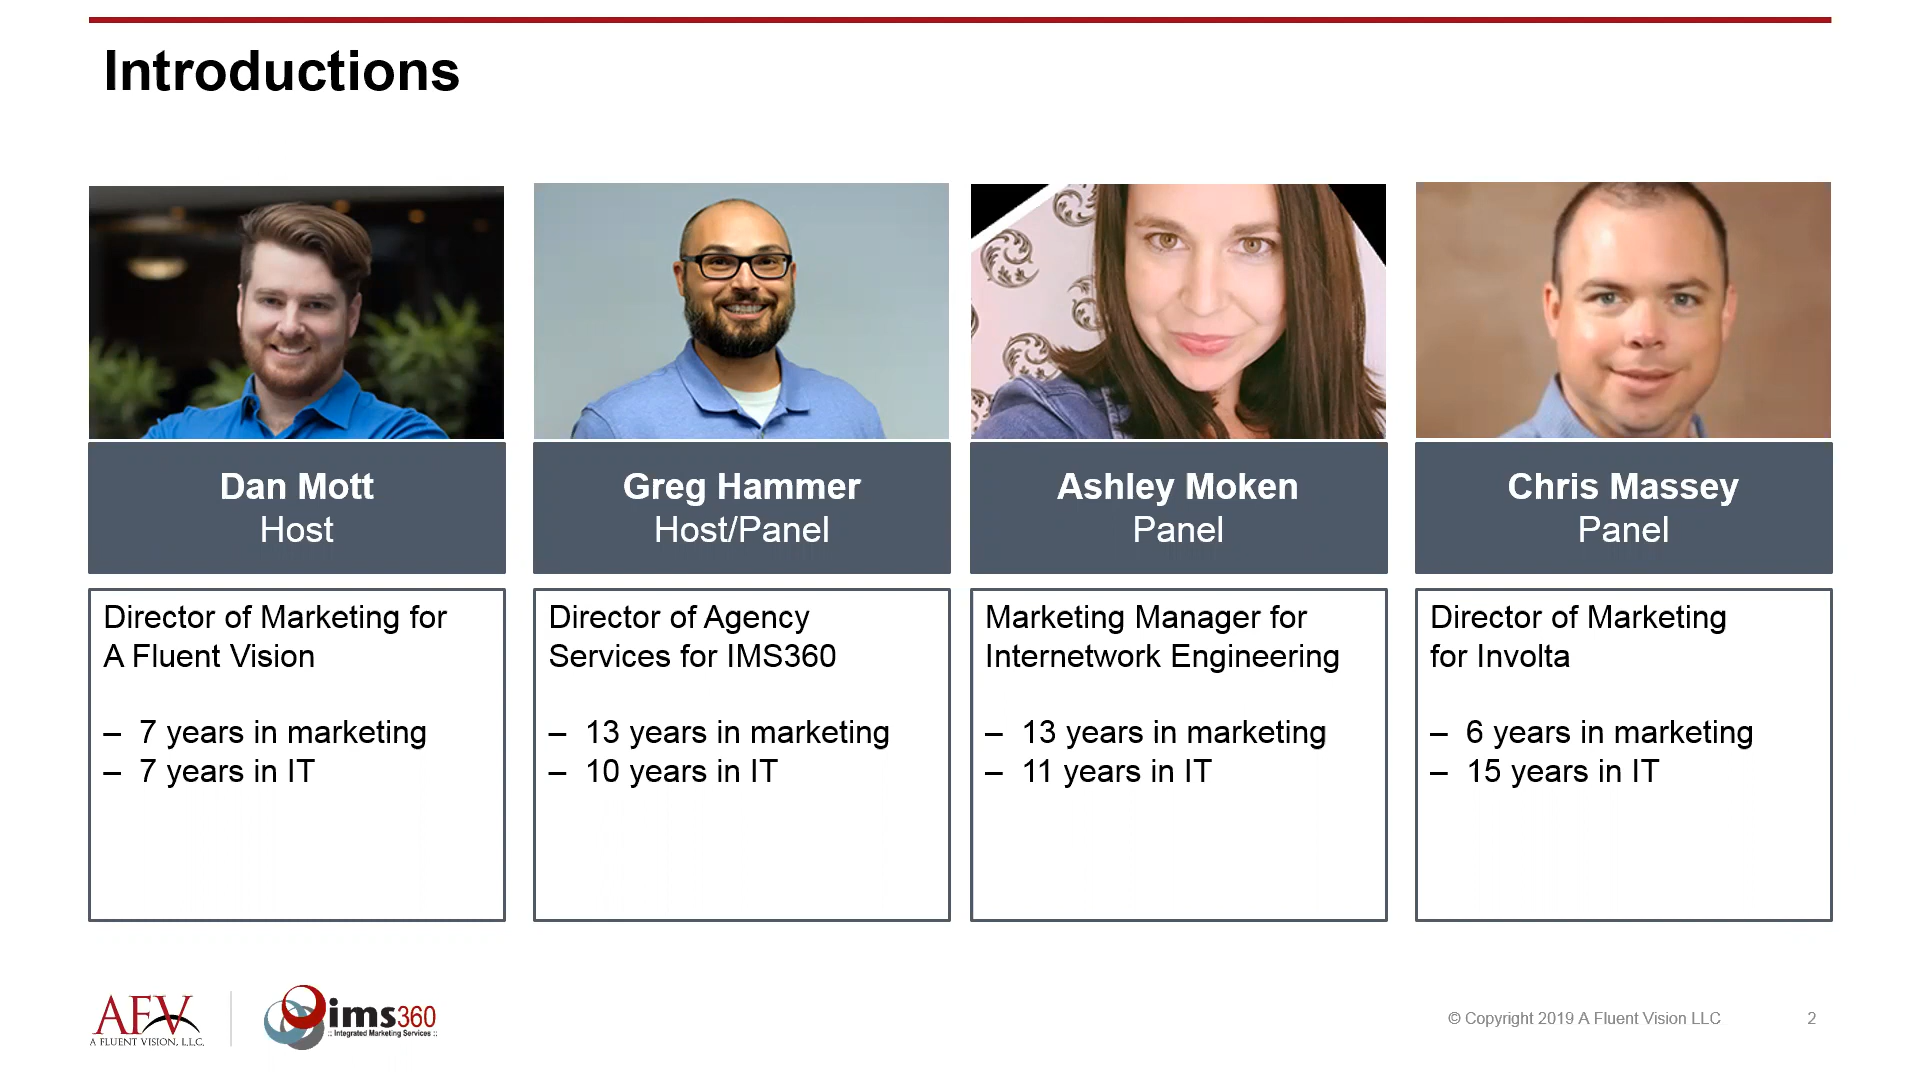 Introductions
Dan Mott
Host
Greg Hammer
Host/Panel
Ashley Moken
Panel
Chris Massey
Panel
Director of Marketing for
A Fluent Vision
– 7 years in marketing
– 7 years in IT
Director of Agency
Services for IMS360
– 13 years in marketing
– 10 years in IT
Marketing Manager for
Internetwork Engineering
– 13 years in marketing
– 11 years in IT
Director of Marketing
for Involta
– 6 years in marketing
– 15 years in IT
AFV
A FLUENT VISION, L.L.C.
ims360
:: Integrated Marketing Services ::
© Copyright 2019 A Fluent Vision LLC
2